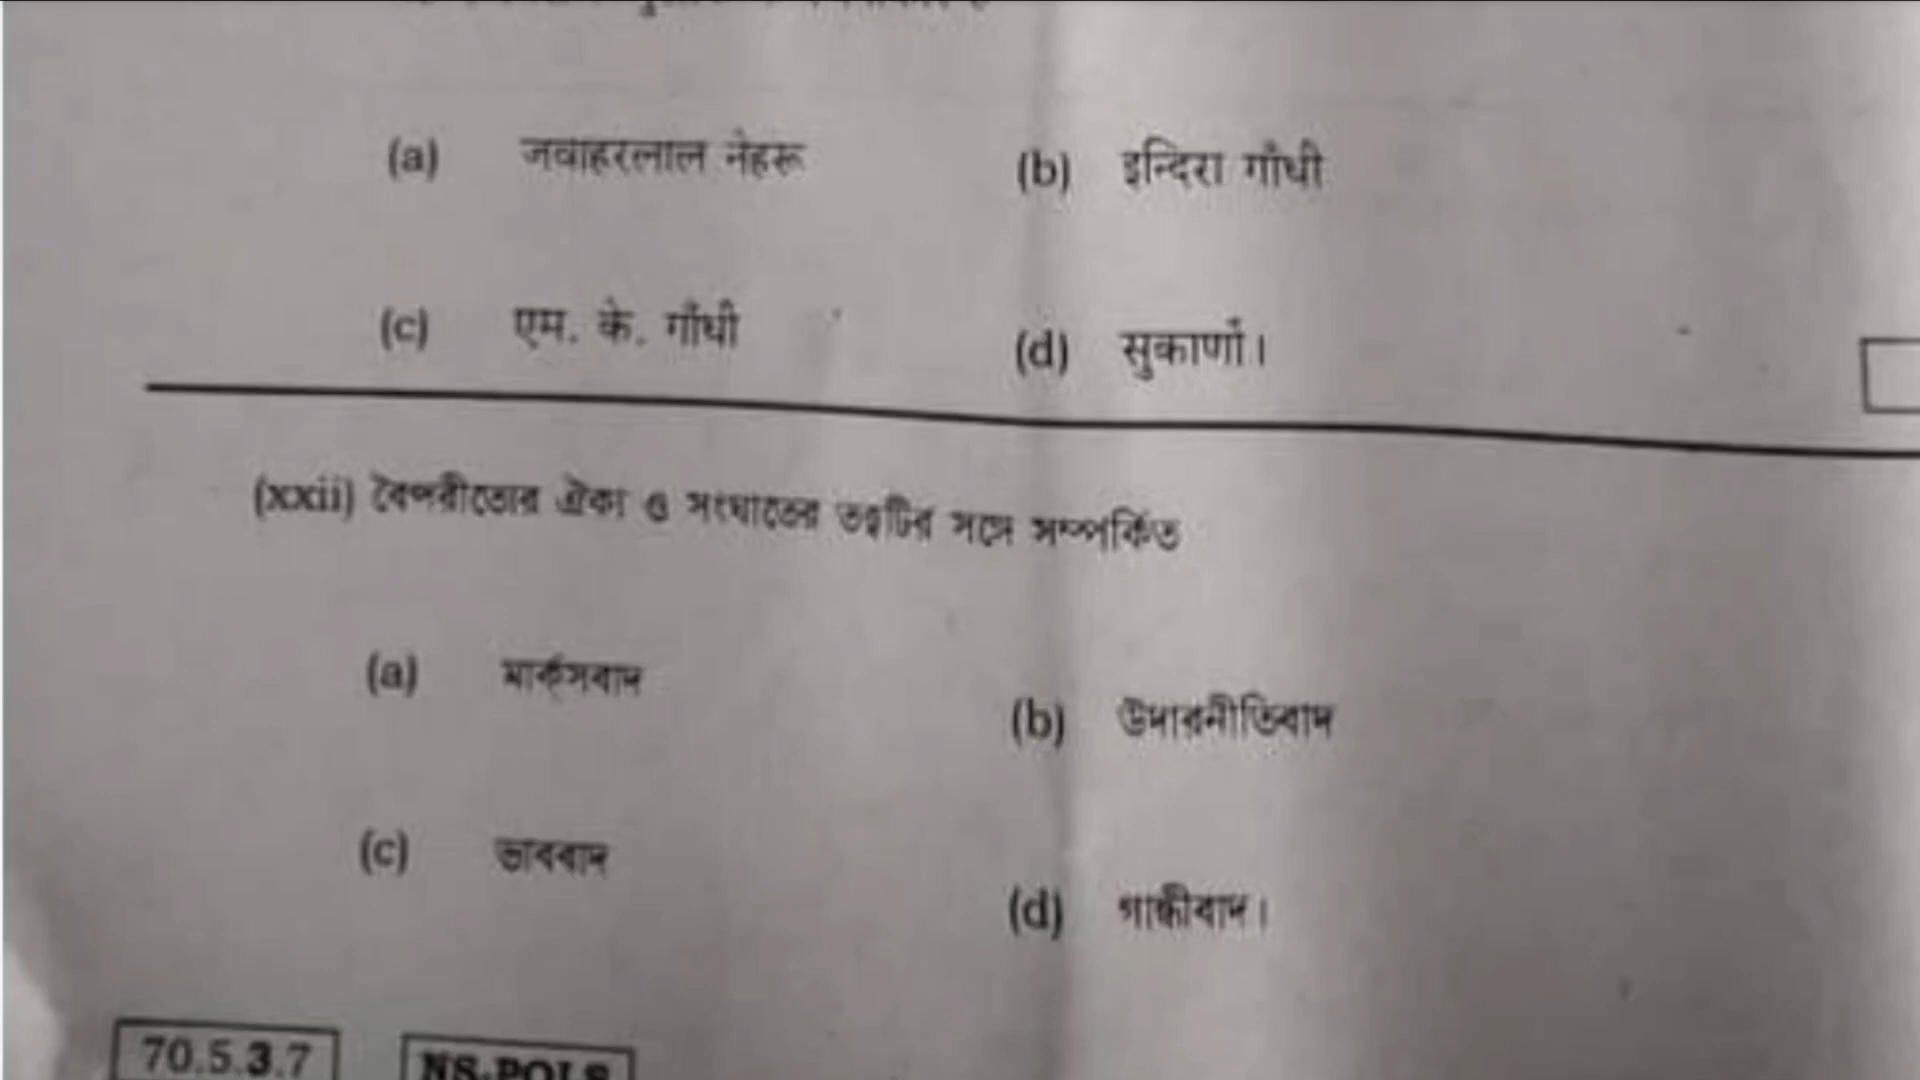 (a) जवाहरलाल नेहरू (b) इन्दिरा गाँधी
(c) एम. के. गाँधी (d) सुकार्णो।
(xxii) বৈপরীত্যের ঐক্য ও সংঘাতের তত্ত্বটির সঙ্গে সম্পর্কিত
(a) মার্কসবাদ (b) উদারনীতিবাদ
(c) ভাববাদ (d) গান্ধীবাদ।
70.5.3.7 NS-POLS